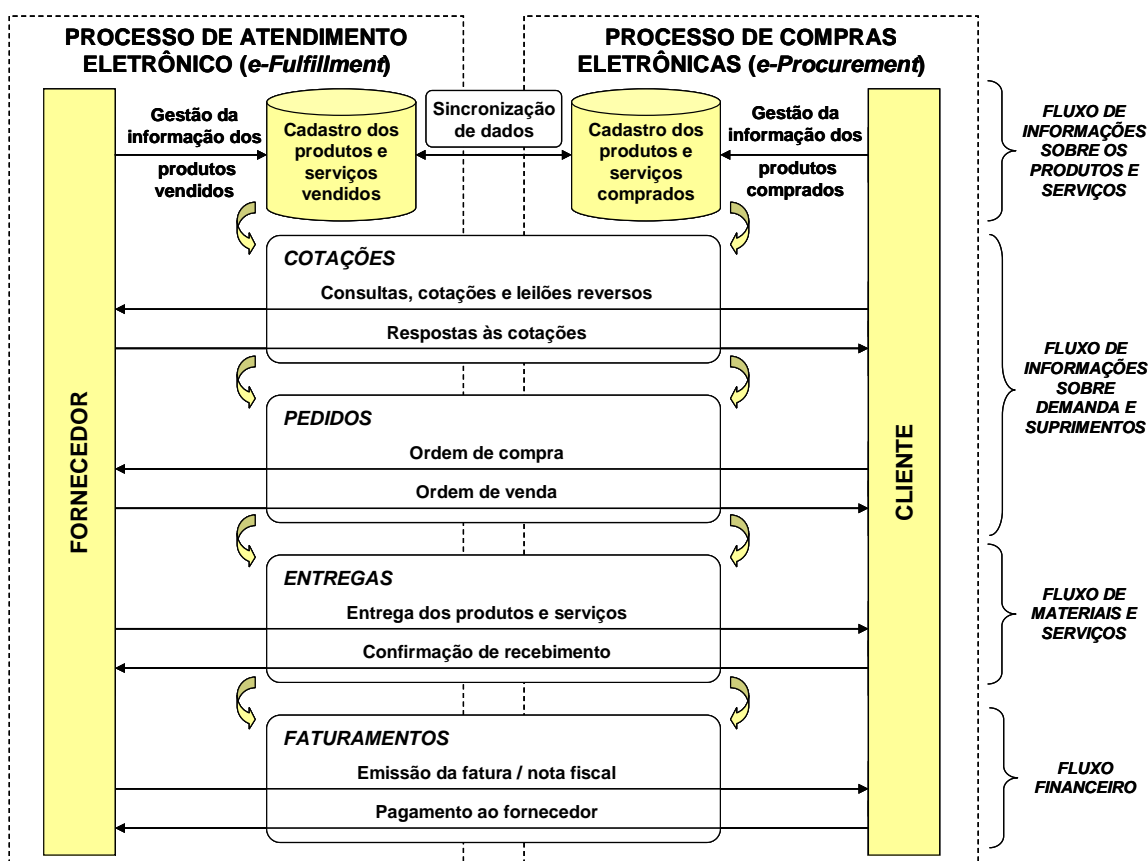 PROCESSO DE ATENDIMENTO
ELETRÔNICO (e-Fulfillment)
PROCESSO DE COMPRAS
ELETRÔNICAS (e-Procurement)
Gestão da
informação dos
produtos
vendidos
Cadastro dos
produtos e
serviços
vendidos
Sincronização
de dados
Cadastro dos
produtos e
serviços
comprados
Gestão da
informação dos
produtos
comprados
FLUXO DE
INFORMAÇÕES
SOBRE OS
PRODUTOS E
SERVIÇOS
COTAÇÕES
Consultas, cotações e leilões reversos
Respostas às cotações
FLUXO DE
INFORMAÇÕES
SOBRE
DEMANDA E
SUPRIMENTOS
FORNECEDOR
CLIENTE
PEDIDOS
Ordem de compra
Ordem de venda
ENTREGAS
Entrega dos produtos e serviços
Confirmação de recebimento
FLUXO DE
MATERIAIS E
SERVIÇOS
FATURAMENTOS
Emissão da fatura / nota fiscal
Pagamento ao fornecedor
FLUXO
FINANCEIRO